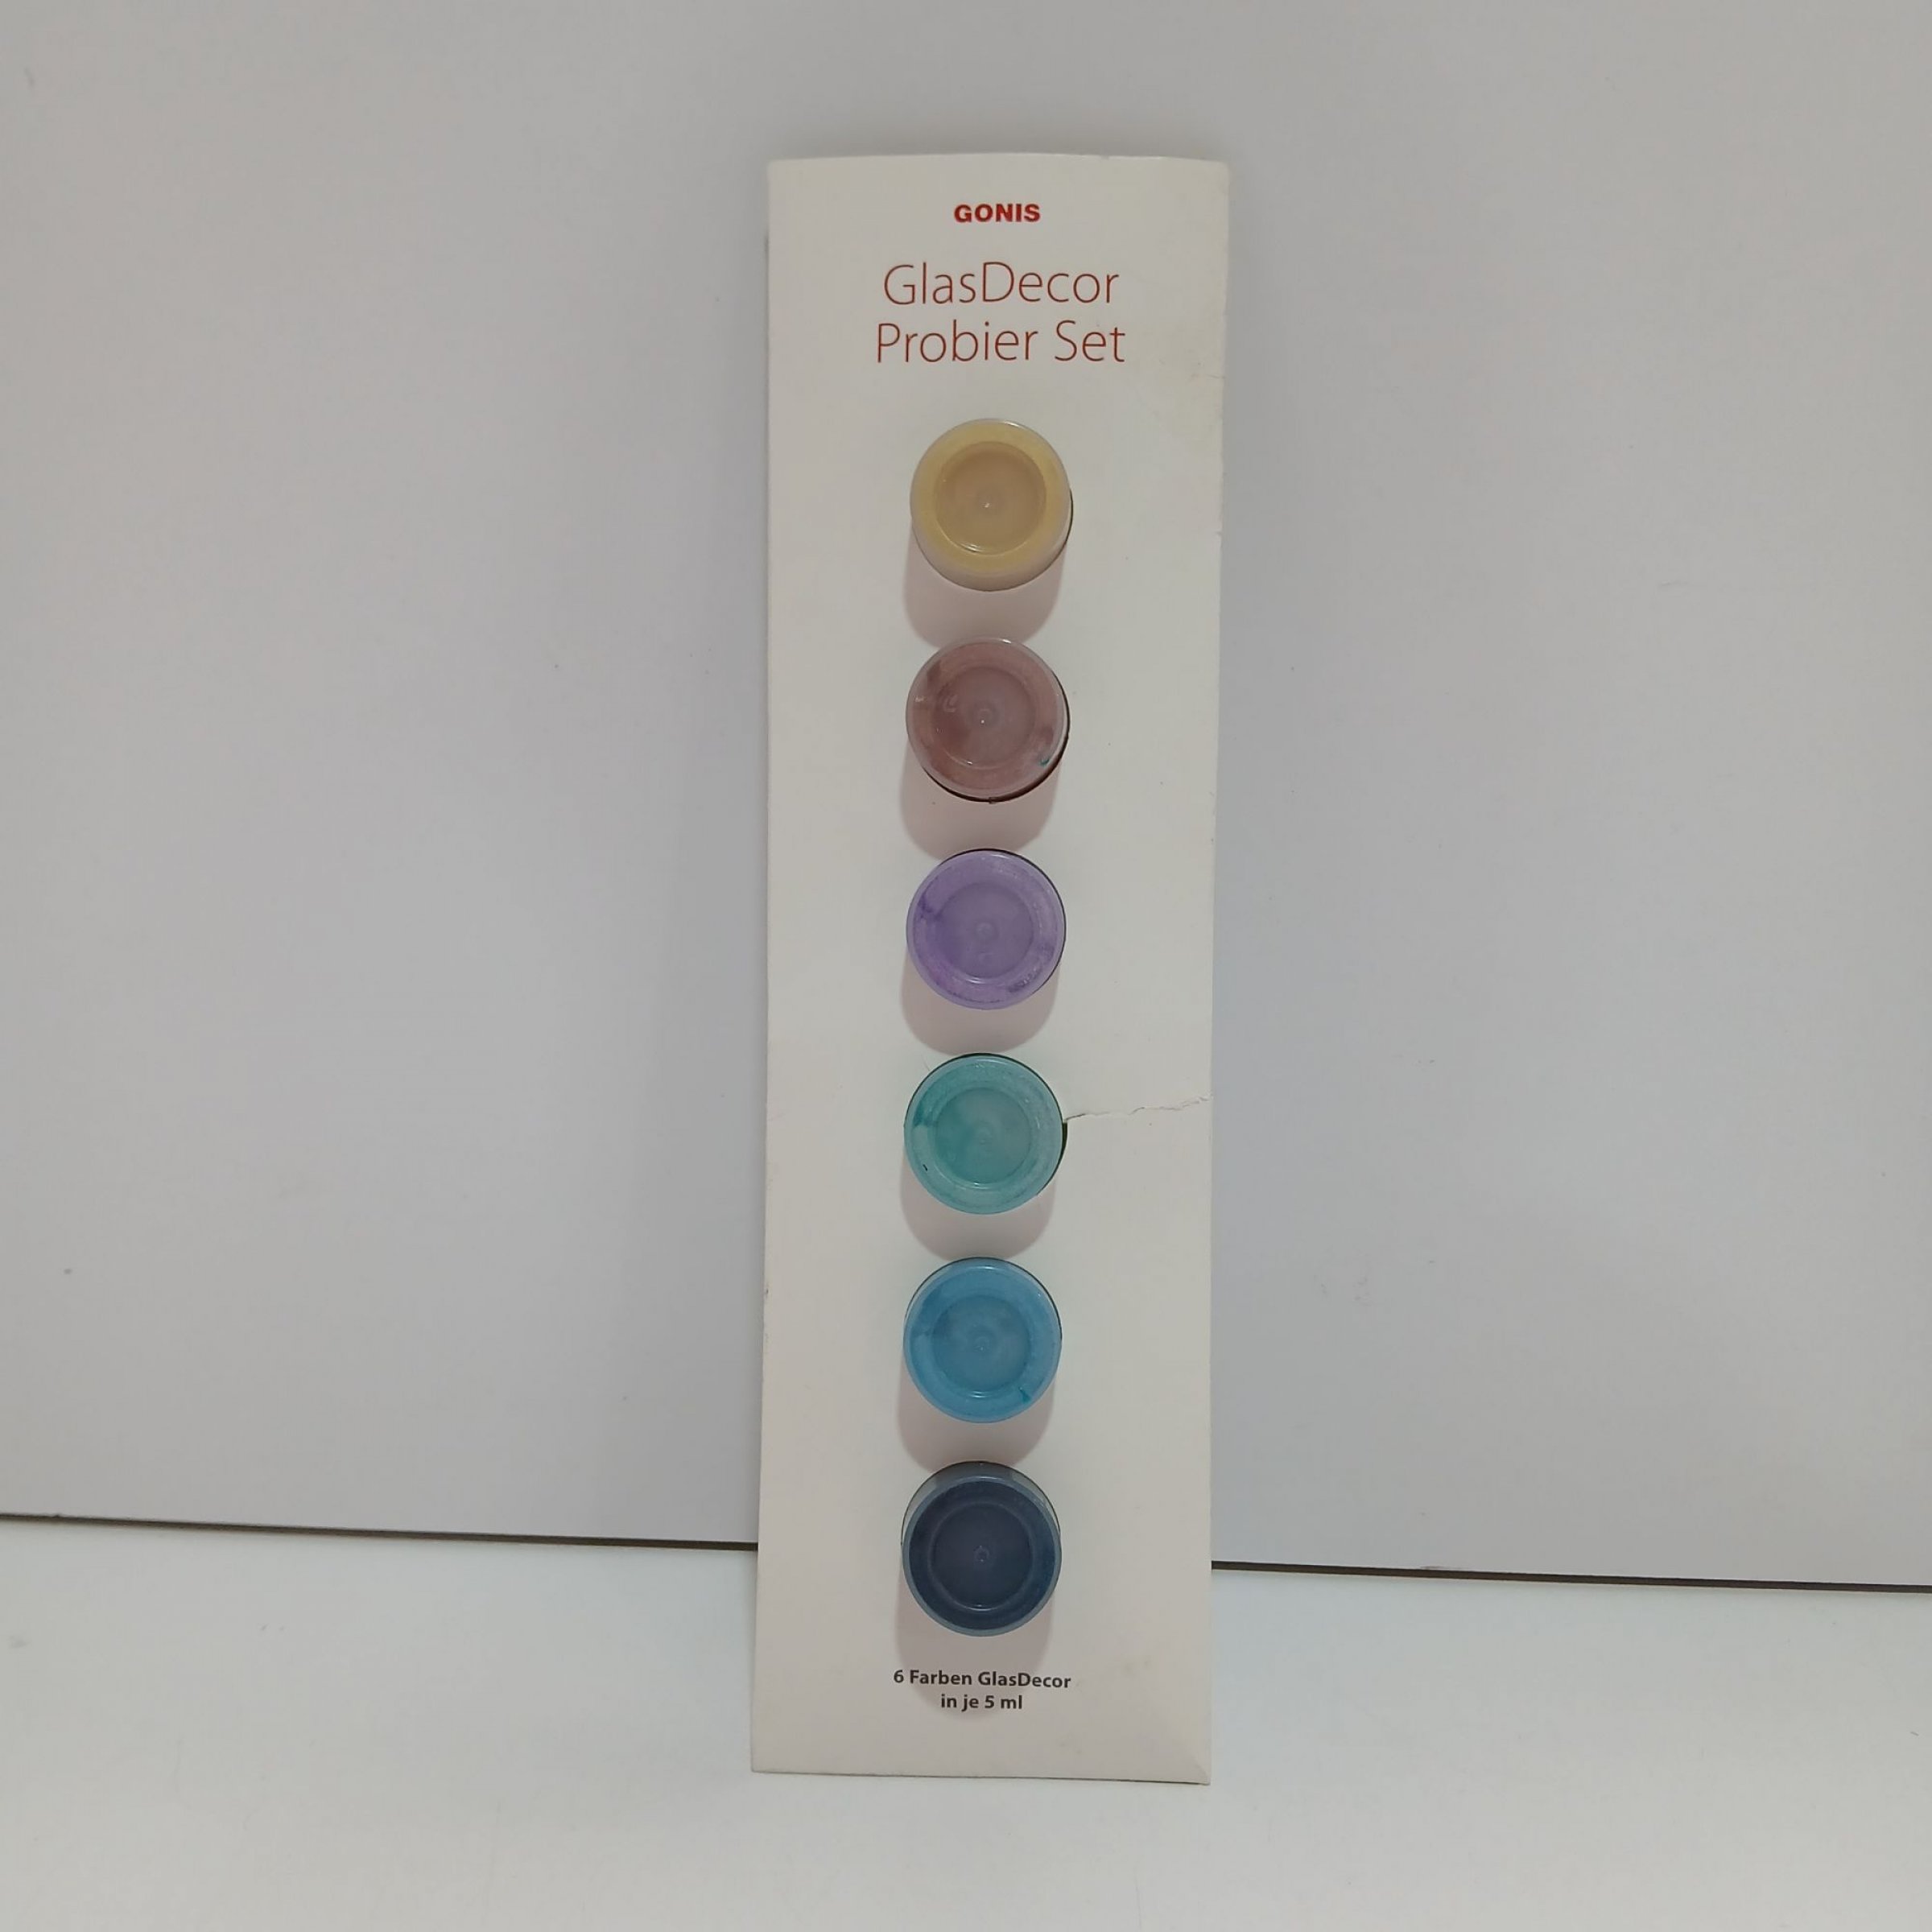 GONIS
GlasDecor
Probier Set
6 Farben GlasDecor
in je 5 ml